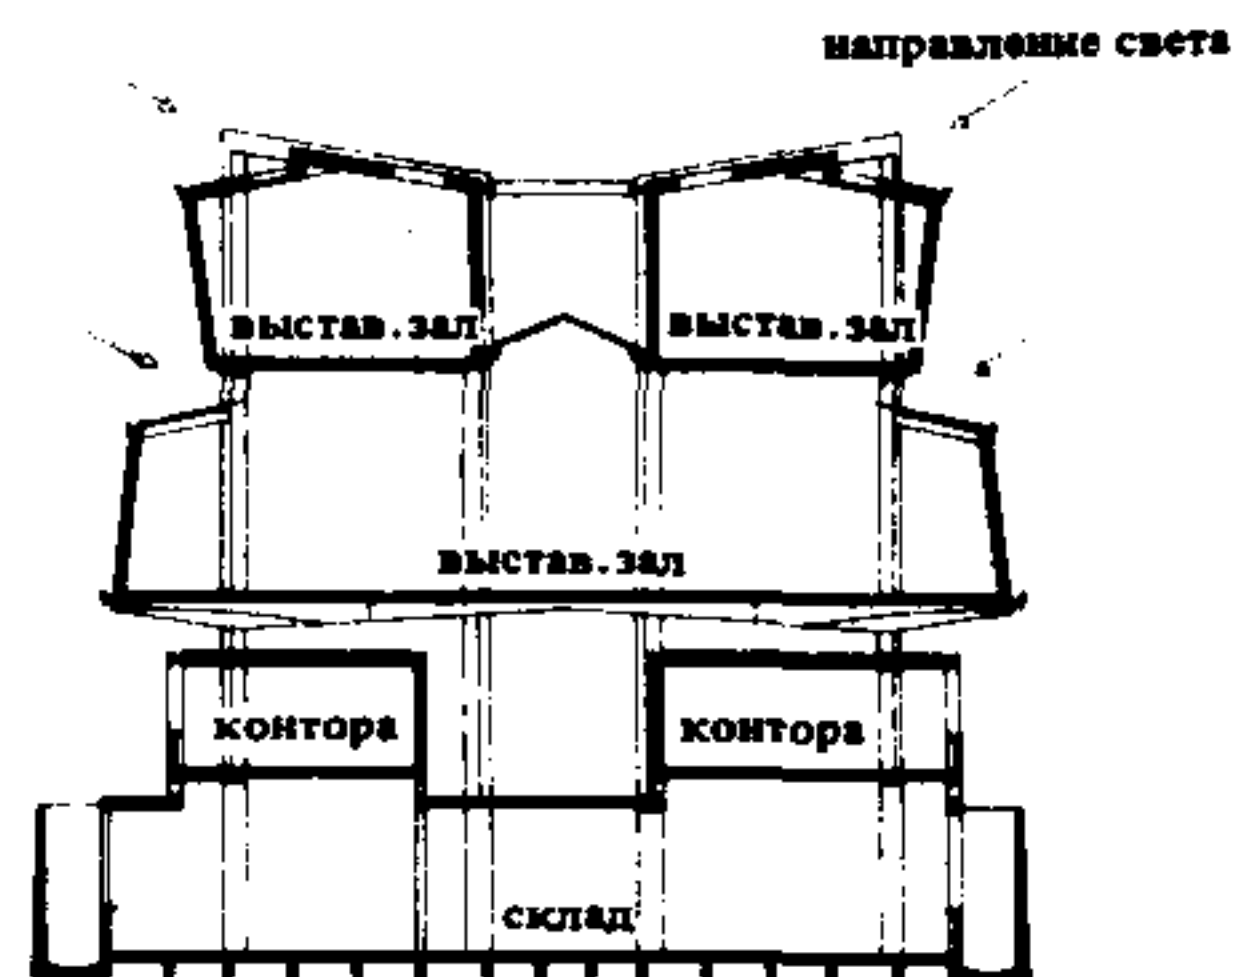 направление света
выстав.зал
выстав.зал
выстав.зал
контора
контора
склад